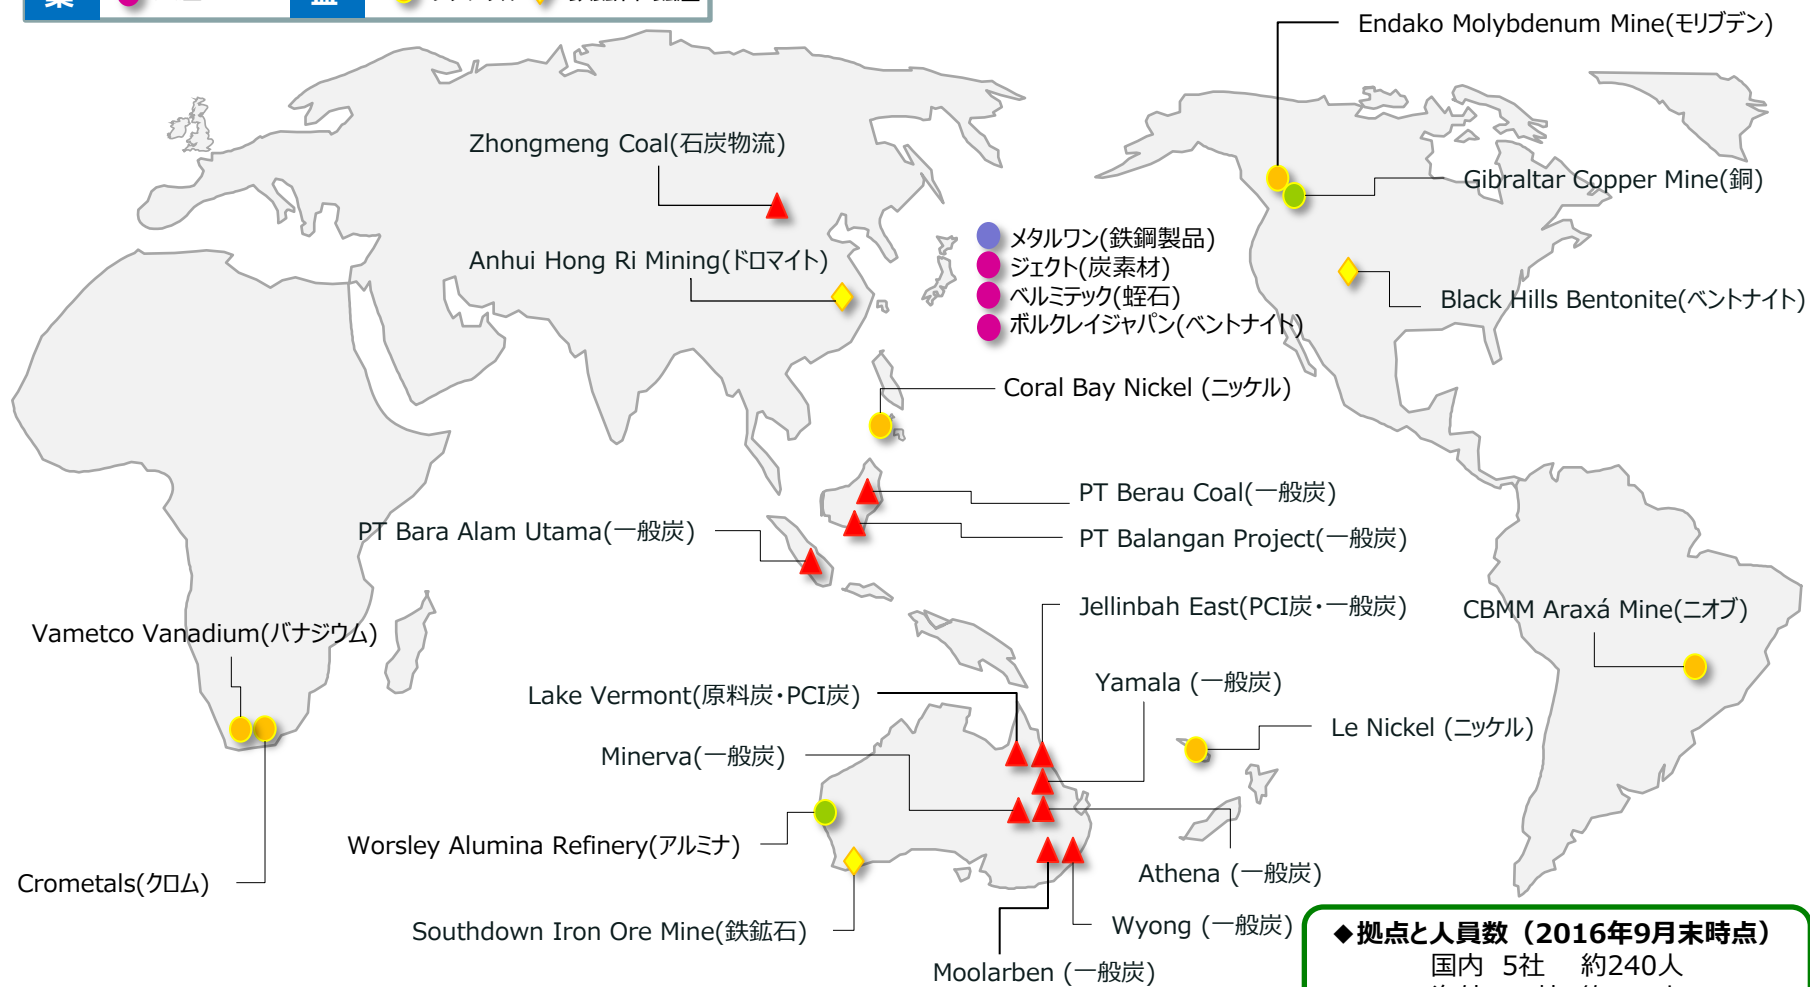 Endako Molybdenum Mine(モリブデン)
Zhongmeng Coal(石炭物流)
Gibraltar Copper Mine(銅)
メタルワン(鉄鋼製品)
Anhui Hong Ri Mining(ドロマイト)
ジェクト(炭素材)
ベルミテック(蛭石)
Black Hills Bentonite(ベントナイト)
ボルクレイジャパン(ベントナイト)
Coral Bay Nickel (ニッケル)
PT Berau Coal(一般炭)
PT Bara Alam Utama(一般炭)
PT Balangan Project(一般炭)
Jellinbah East(PCI炭・一般炭)
CBMM Araxá Mine(ニオブ)
Vametco Vanadium(バナジウム)
Yamala (一般炭)
Lake Vermont(原料炭・PCI炭)
Le Nickel (ニッケル)
Minerva(一般炭)
Worsley Alumina Refinery(アルミナ)
Athena (一般炭)
Crometals(クロム)
Wyong (一般炭)
Southdown Iron Ore Mine(鉄鉱石)
Moolarben (一般炭)
◆拠点と人員数（2016年9月末時点）
国内 5社 約240人